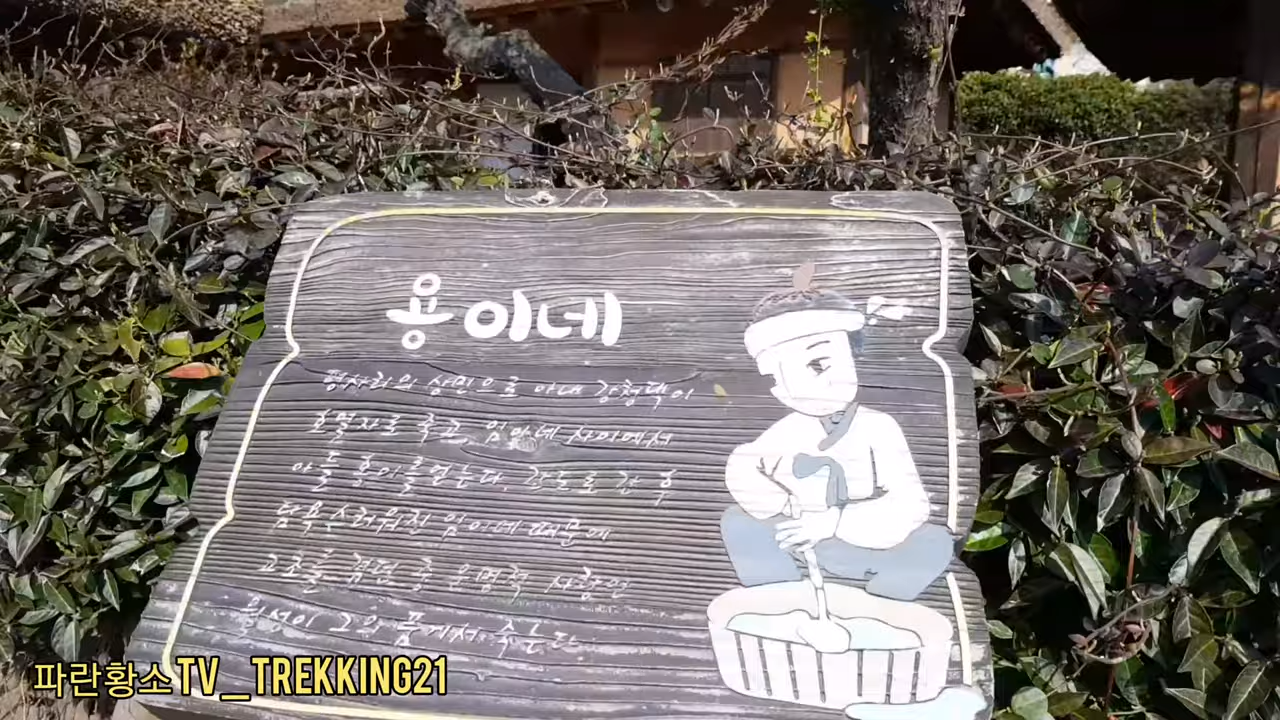 용이네
평사리의 상민으로 아내 강청댁이
호열자로 죽고, 임이네 사이에서
아들 홍이를 얻는다. 간도로 간 후
탐욕스러워진 임이네 때문에
고초를 겪던 중 운명적 사랑인
월선이 그의 품에서 죽는다
파란황소TV_TREKKING21